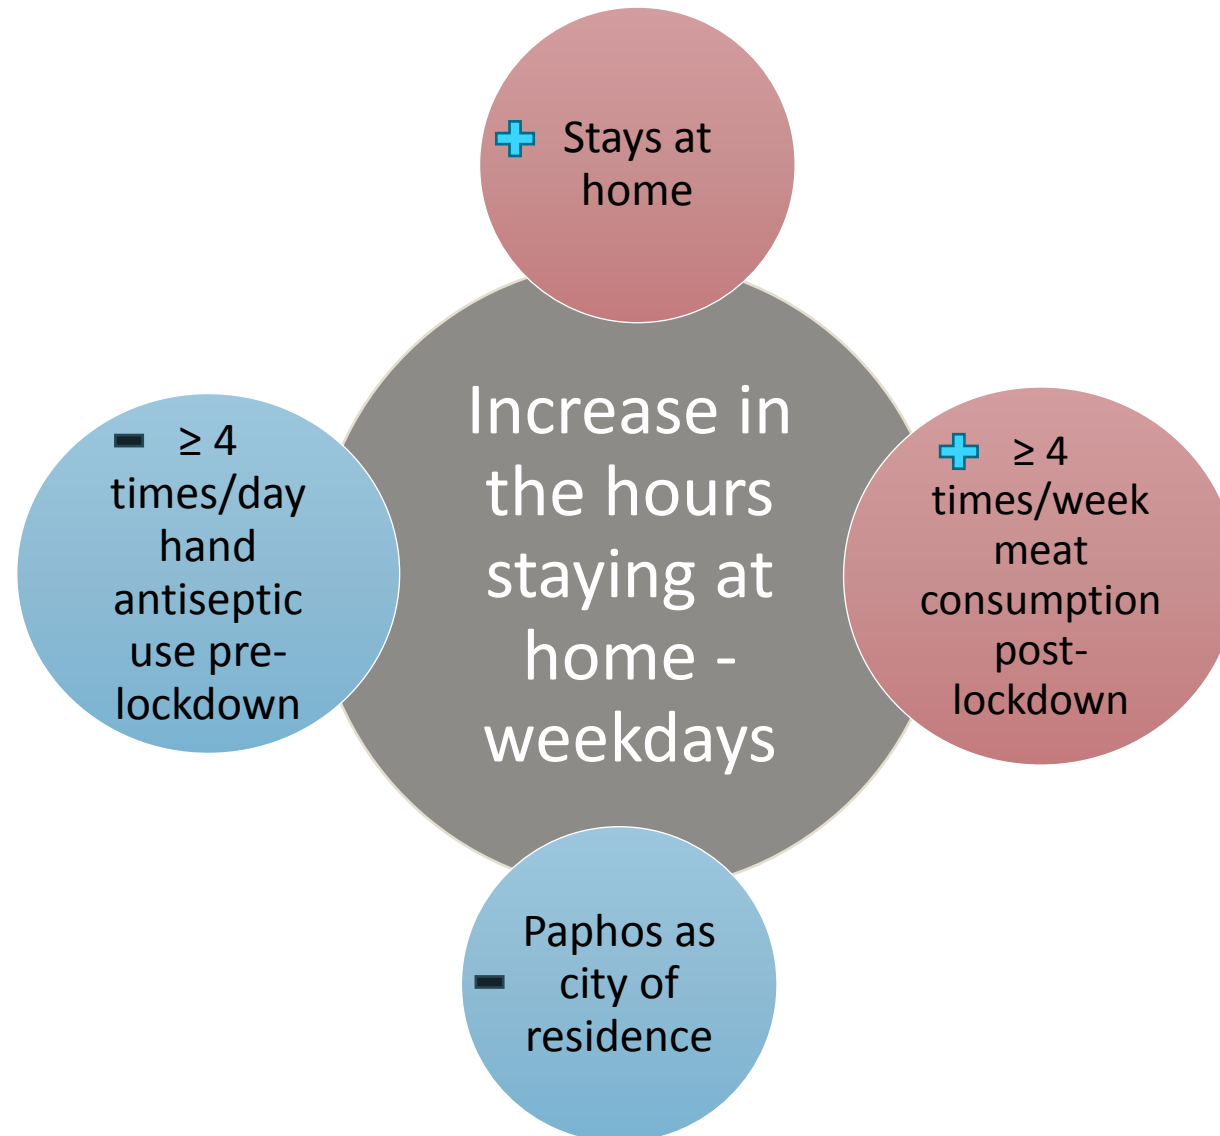 Stays at
home
Increase in
the hours
staying at
home -
weekdays
≥ 4
times/day
hand
antiseptic
use pre-
lockdown
≥ 4
times/week
meat
consumption
post-
lockdown
Paphos as
city of
residence